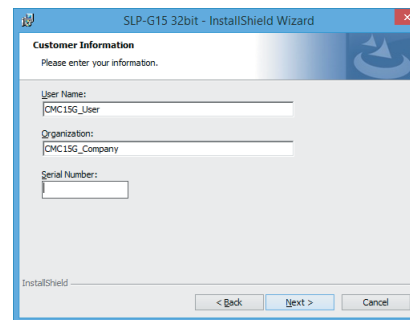 SLP-G15 32bit - InstallShield Wizard
Customer Information
Please enter your information.
User Name:
CMC15G_User
Organization:
CMC15G_Company
Serial Number:
InstallShield
< Back
Next >
Cancel